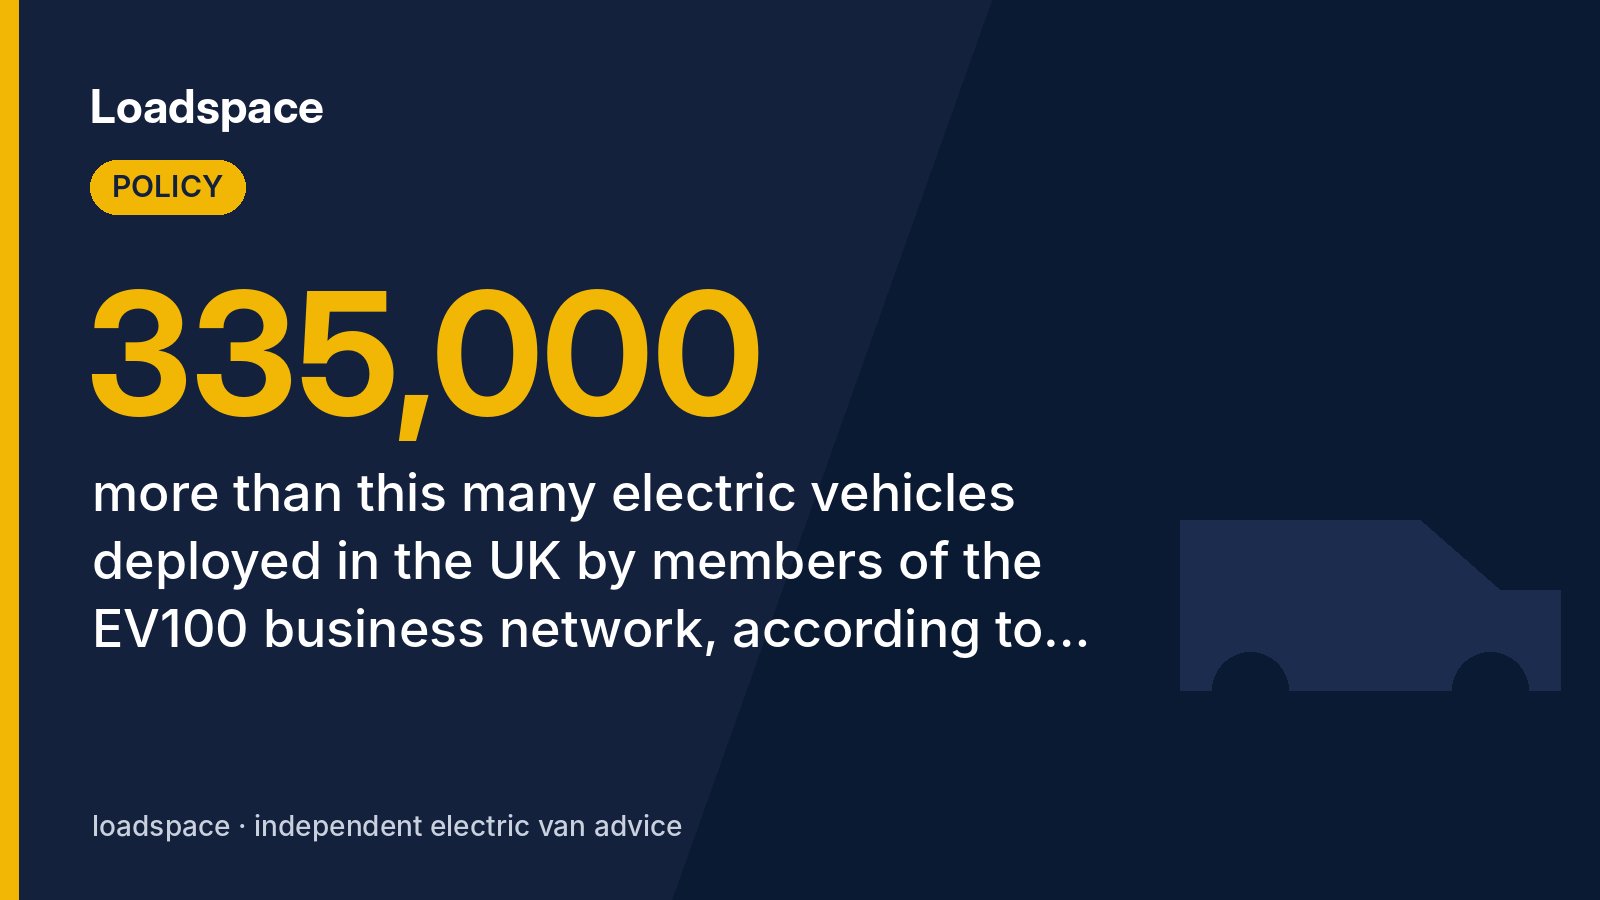 Loadspace
POLICY
335,000
more than this many electric vehicles
deployed in the UK by members of the
EV100 business network, according to...
loadspace · independent electric van advice